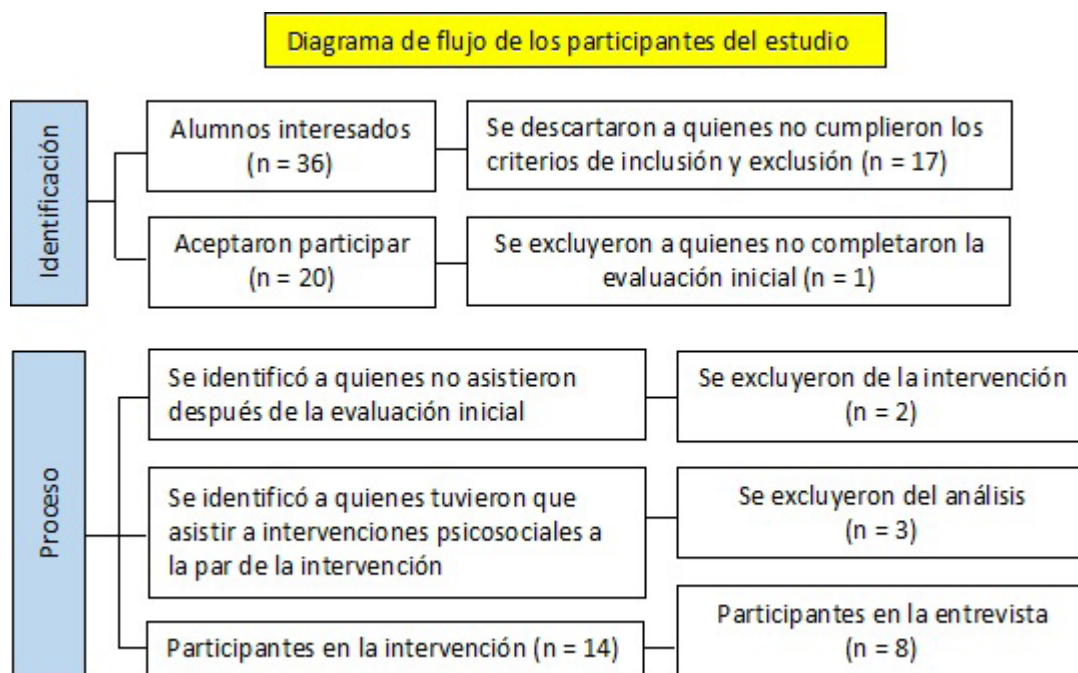 Diagrama de flujo de los participantes del estudio
Identificación
Alumnos interesados
(n = 36)
Se descartaron a quienes no cumplieron los
criterios de inclusión y exclusión (n = 17)
Aceptaron participar
(n = 20)
Se excluyeron a quienes no completaron la
evaluación inicial (n = 1)
Proceso
Se identificó a quienes no asistieron
después de la evaluación inicial
Se excluyeron de la intervención
(n = 2)
Se identificó a quienes tuvieron que
asistir a intervenciones psicosociales a
la par de la intervención
Se excluyeron del análisis
(n = 3)
Participantes en la intervención (n = 14)
Participantes en la entrevista
(n = 8)